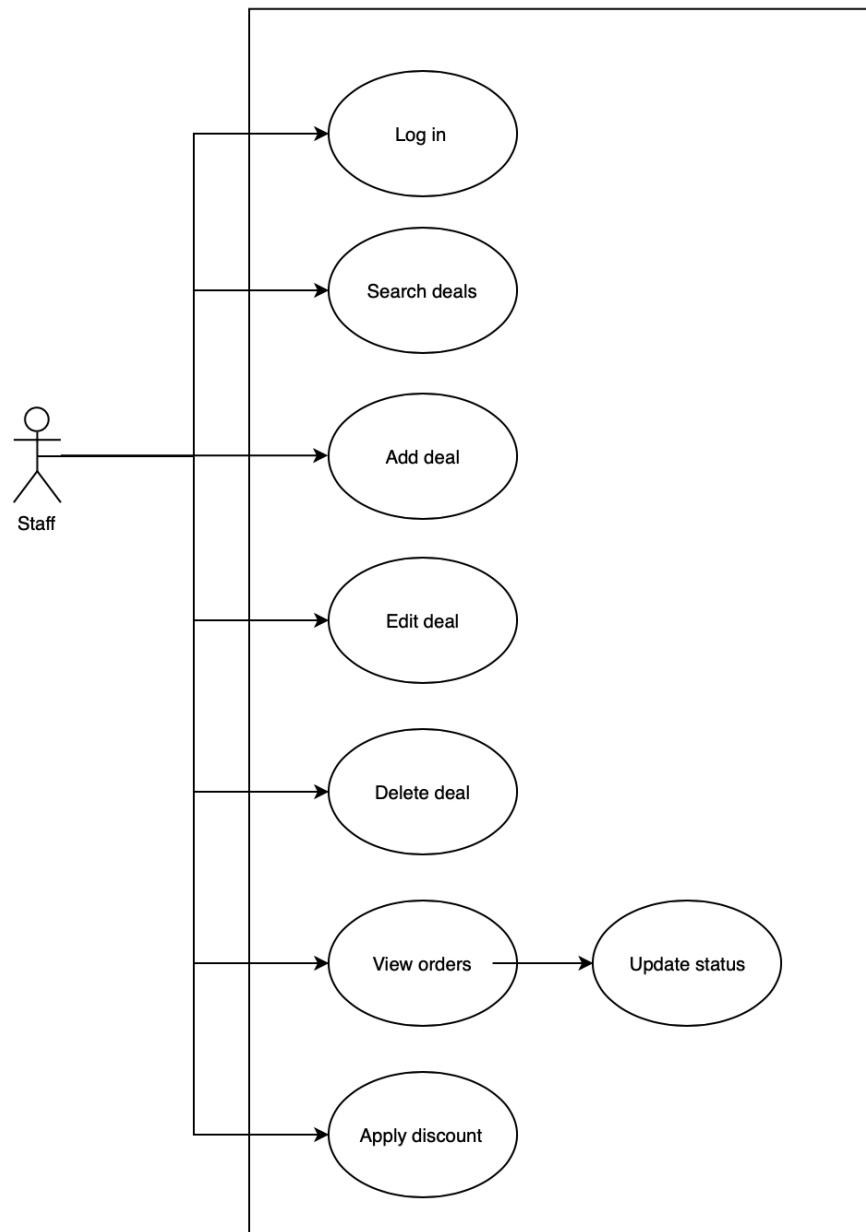 Log in
Search deals
Add deal
Staff
Edit deal
Delete deal
View orders
Update status
Apply discount